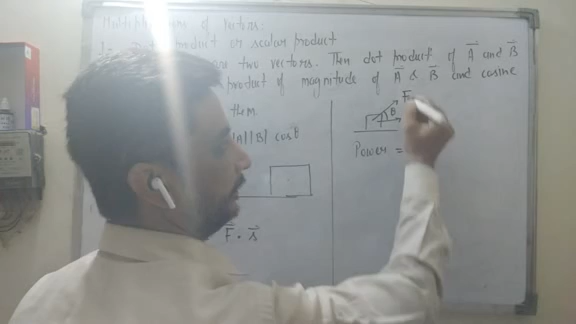 Multiplications of vectors:
product or scalar product
are two vectors. Then dot product of A⃗ and B⃗
product of magnitude of A⃗ & B⃗ and cosine
them.
|A||B| cosθ
F⃗ . s⃗
F
θ
Power =